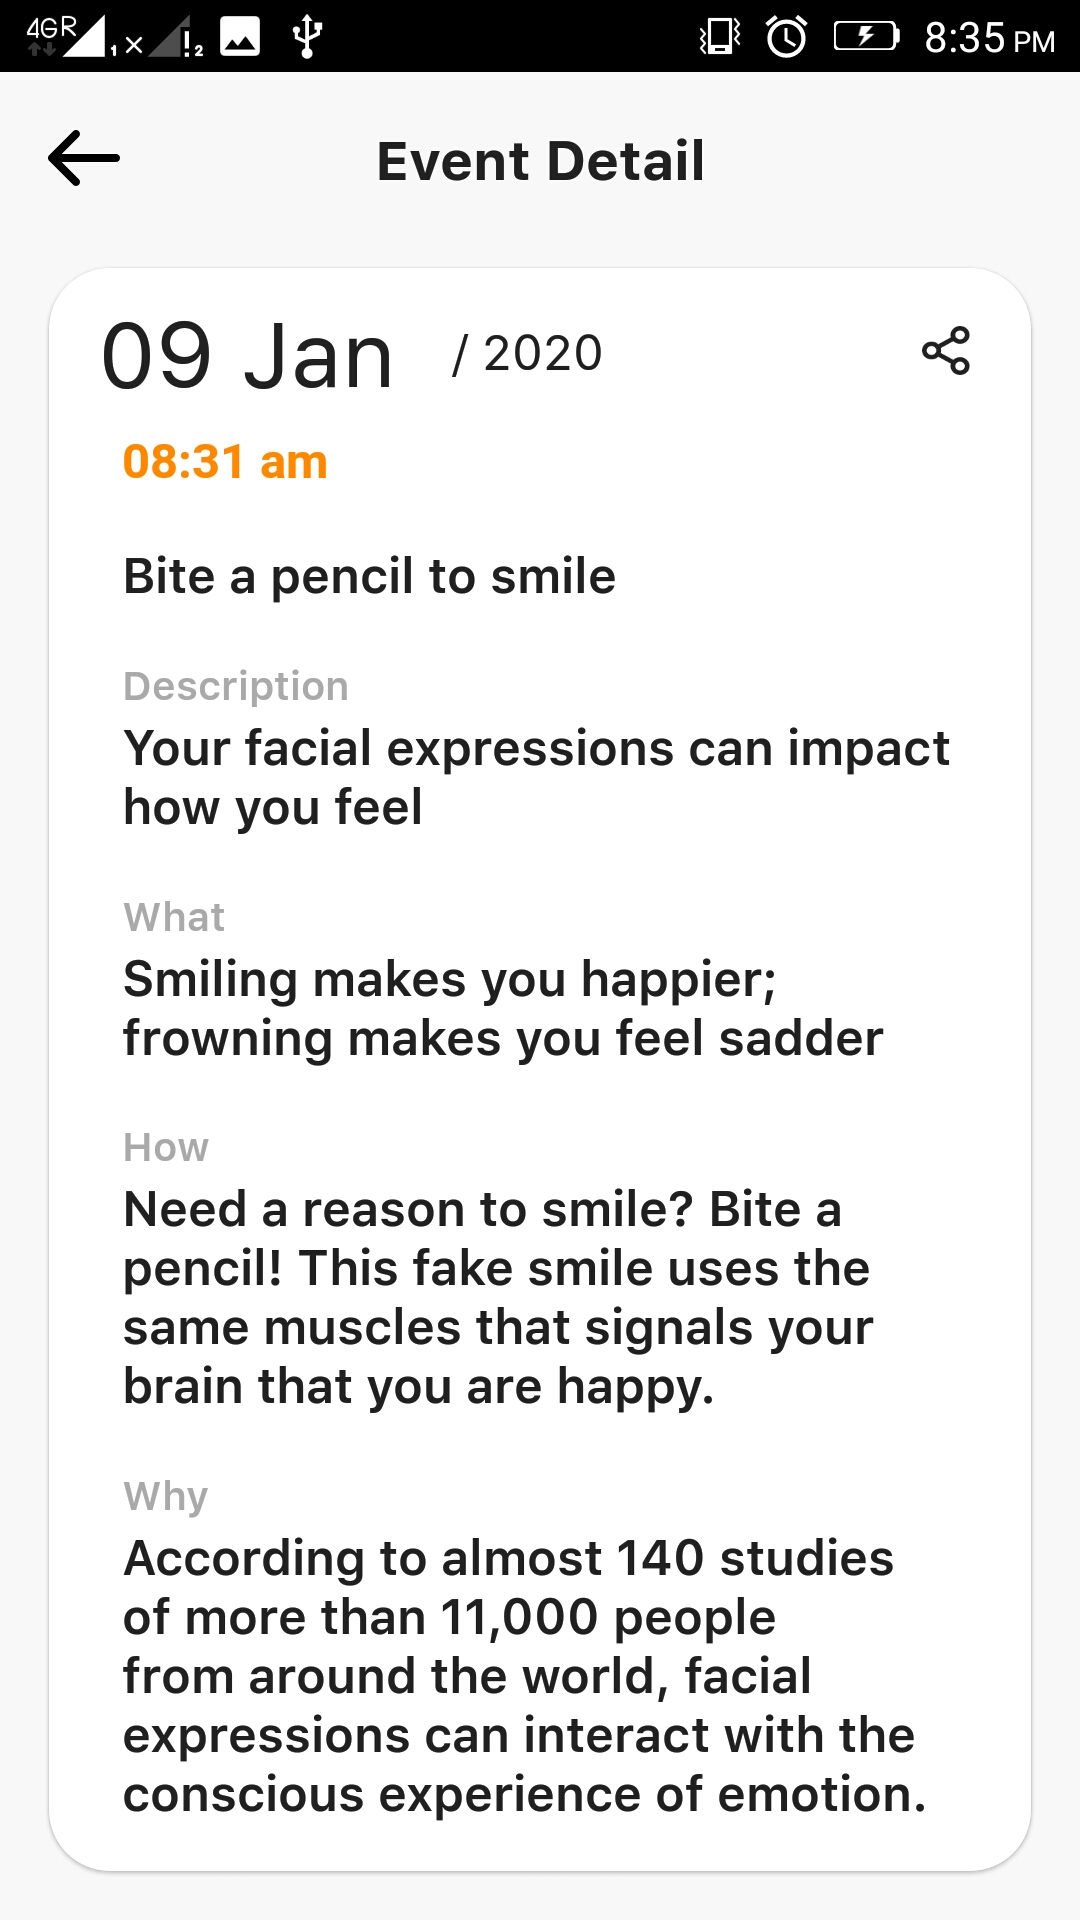 4G R 1 × ! 2 8:35 PM
Event Detail
09 Jan / 2020
08:31 am
Bite a pencil to smile
Description
Your facial expressions can impact
how you feel
What
Smiling makes you happier;
frowning makes you feel sadder
How
Need a reason to smile? Bite a
pencil! This fake smile uses the
same muscles that signals your
brain that you are happy.
Why
According to almost 140 studies
of more than 11,000 people
from around the world, facial
expressions can interact with the
conscious experience of emotion.